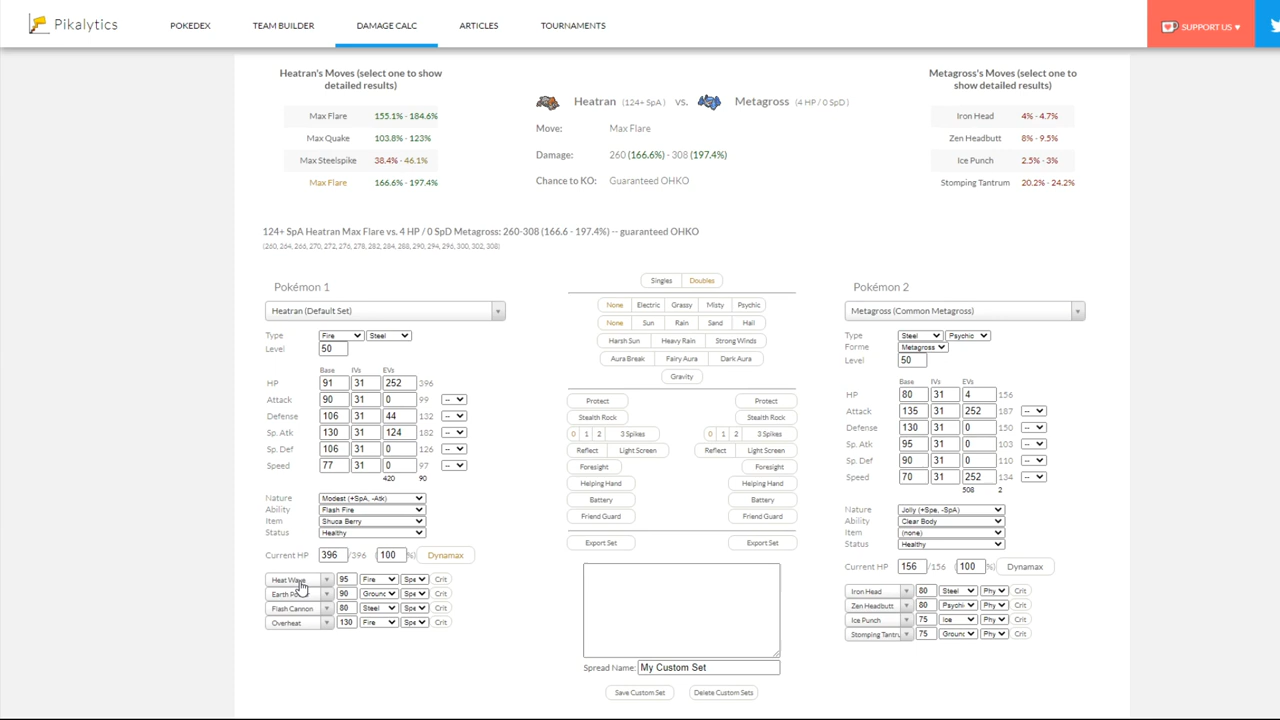 Pikalytics
POKEDEX TEAM BUILDER DAMAGE CALC ARTICLES TOURNAMENTS SUPPORT US ♥
Heatran's Moves (select one to show
detailed results)
Max Flare 155.1% - 184.6%
Max Quake 103.8% - 123%
Max Steelspike 38.4% - 46.1%
Max Flare 166.6% - 197.4%
Heatran (124+ SpA ) VS. Metagross (4 HP / 0 SpD )
Move: Max Flare
Damage: 260 (166.6%) - 308 (197.4%)
Chance to KO: Guaranteed OHKO
Metagross's Moves (select one to
show detailed results)
Iron Head 4% - 4.7%
Zen Headbutt 8% - 9.5%
Ice Punch 2.5% - 3%
Stomping Tantrum 20.2% - 24.2%
124+ SpA Heatran Max Flare vs. 4 HP / 0 SpD Metagross: 260-308 (166.6 - 197.4%) -- guaranteed OHKO
(260, 264, 266, 270, 272, 276, 278, 282, 284, 288, 290, 294, 296, 300, 302, 308)
Pokémon 1
Heatran (Default Set)
Type Fire Steel
Level 50
Base IVs EVs
HP 91 31 252 396
Attack 90 31 0 99 --
Defense 106 31 44 132 --
Sp. Atk 130 31 124 182 --
Sp. Def 106 31 0 126 --
Speed 77 31 0 97 --
420 90
Nature Modest (+SpA, -Atk)
Ability Flash Fire
Item Shuca Berry
Status Healthy
Current HP 396 /396 ( 100 %) Dynamax
Heat Wave 95 Fire Spe Crit
Earth Po 90 Ground Spe Crit
Flash Cannon 80 Steel Spe Crit
Overheat 130 Fire Spe Crit
Singles Doubles
None Electric Grassy Misty Psychic
None Sun Rain Sand Hail
Harsh Sun Heavy Rain Strong Winds
Aura Break Fairy Aura Dark Aura
Gravity
Protect Protect
Stealth Rock Stealth Rock
0 1 2 3 Spikes 0 1 2 3 Spikes
Reflect Light Screen Reflect Light Screen
Foresight Foresight
Helping Hand Helping Hand
Battery Battery
Friend Guard Friend Guard
Export Set Export Set
Spread Name: My Custom Set
Save Custom Set Delete Custom Sets
Pokémon 2
Metagross (Common Metagross)
Type Steel Psychic
Forme Metagross
Level 50
Base IVs EVs
HP 80 31 4 156
Attack 135 31 252 187 --
Defense 130 31 0 150 --
Sp. Atk 95 31 0 103 --
Sp. Def 90 31 0 110 --
Speed 70 31 252 134 --
508 2
Nature Jolly (+Spe, -SpA)
Ability Clear Body
Item (none)
Status Healthy
Current HP 156 /156 ( 100 %) Dynamax
Iron Head 80 Steel Phy Crit
Zen Headbutt 80 Psychi Phy Crit
Ice Punch 75 Ice Phy Crit
Stomping Tantru 75 Ground Phy Crit